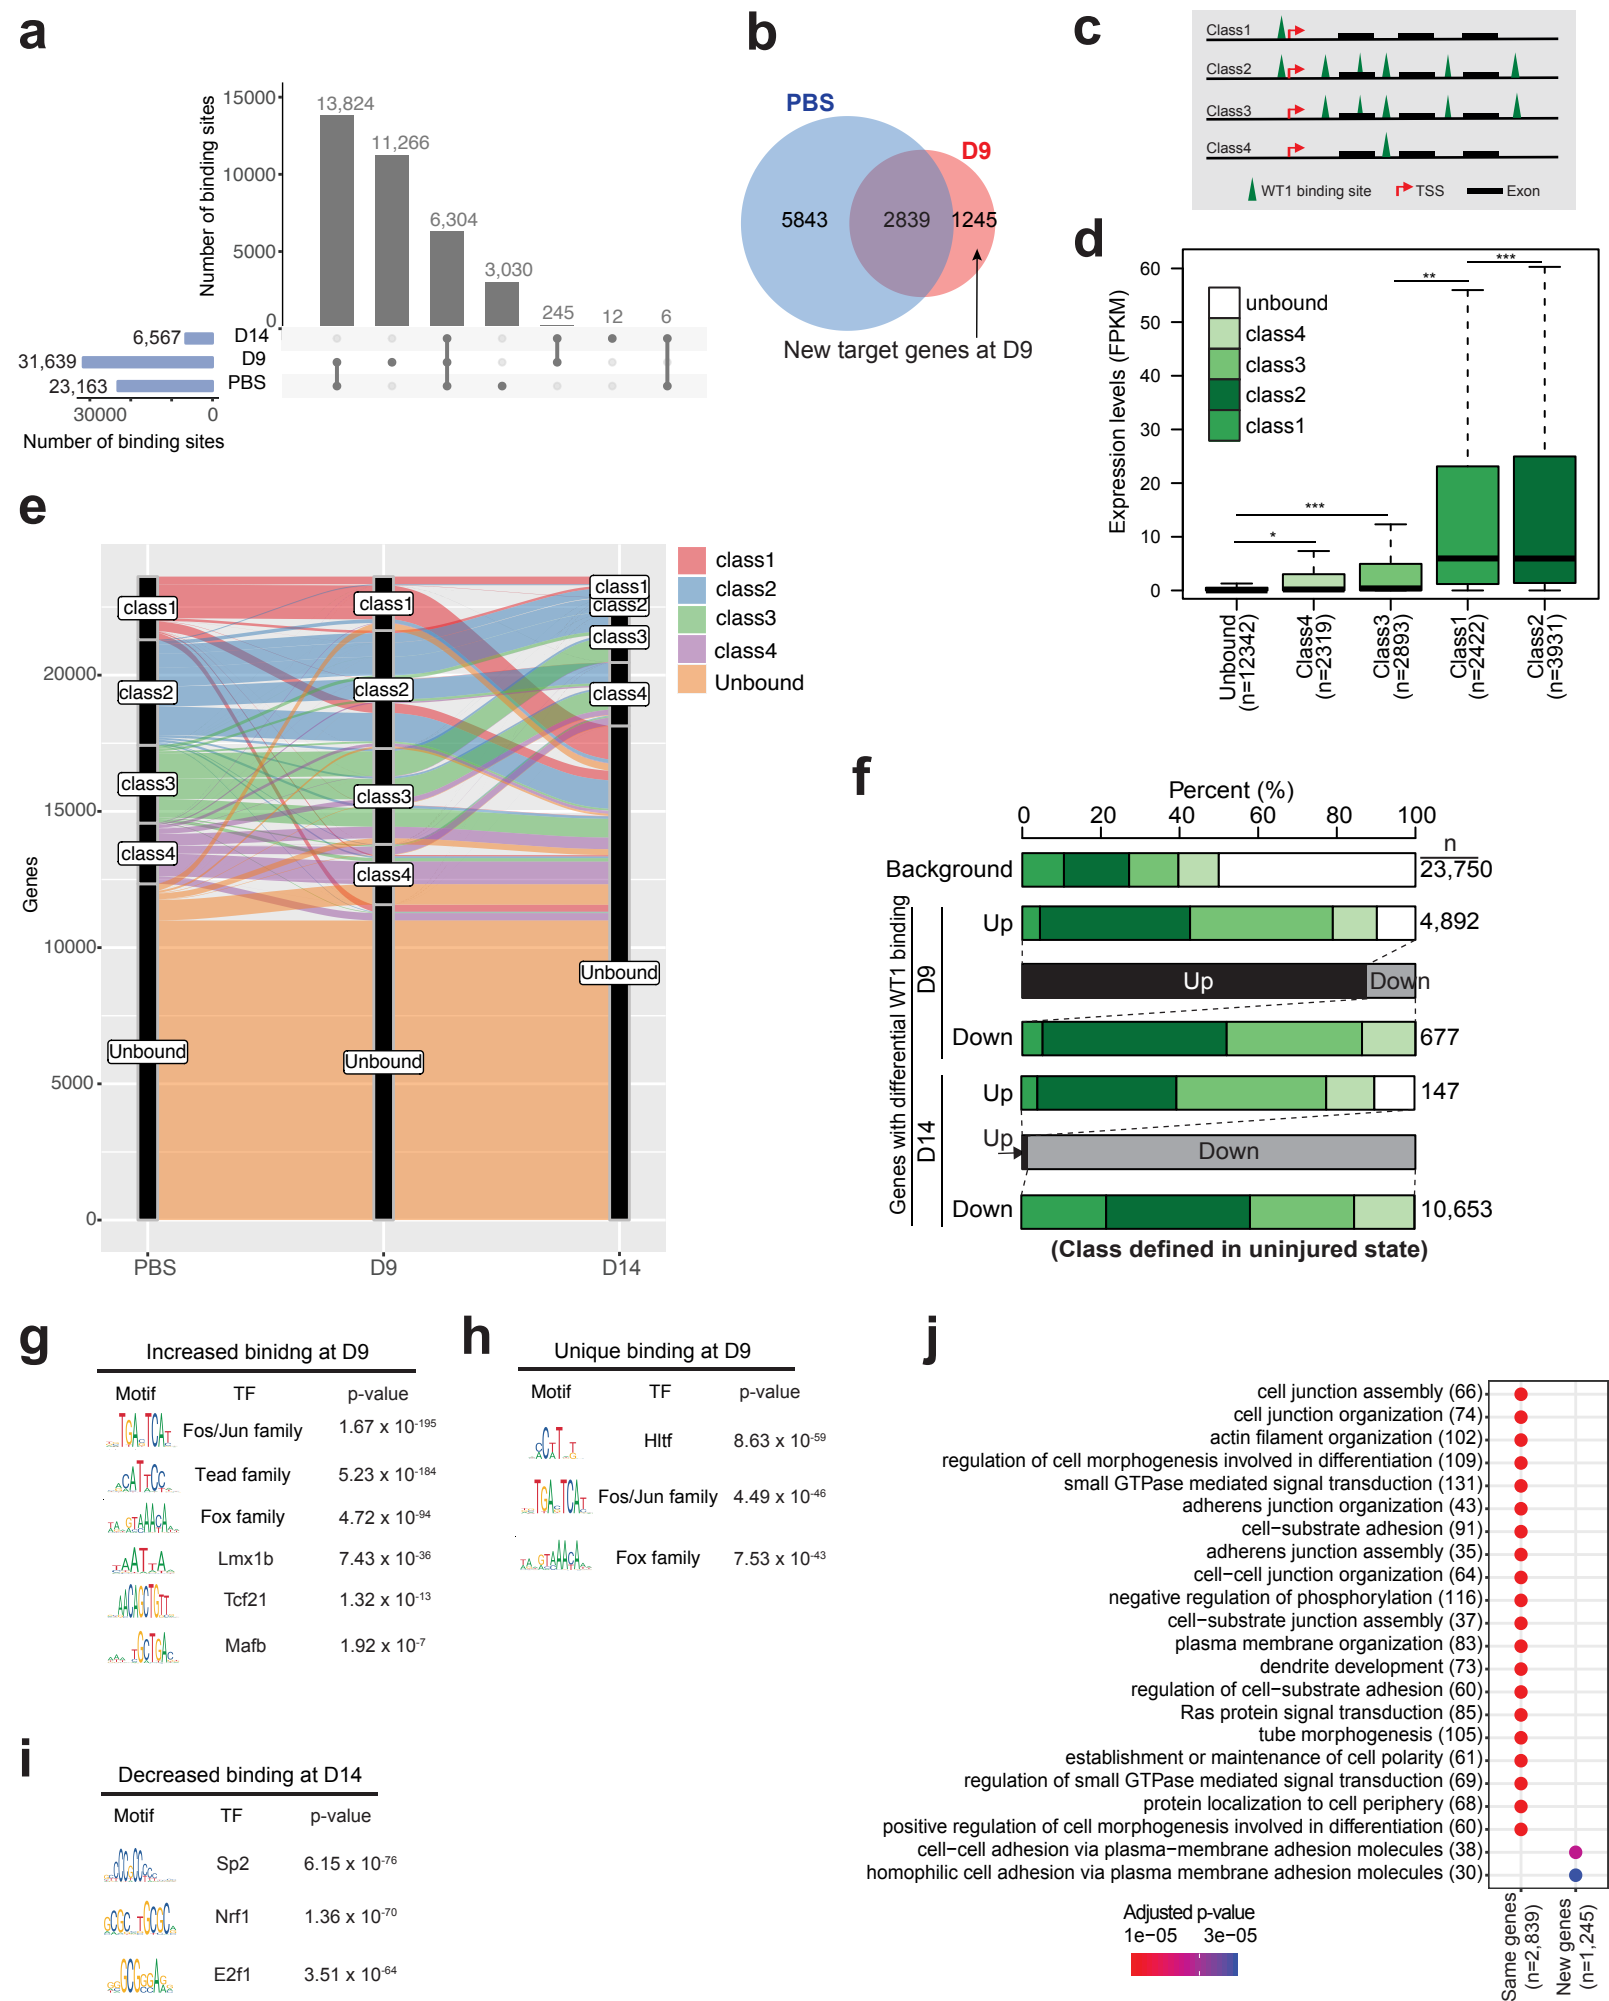 a
Number of binding sites
15000
10000
5000
0
13,824
11,266
6,304
3,030
245
12
6
6,567
D14
31,639
D9
23,163
PBS
30000
0
Number of binding sites
b
PBS
D9
5843
2839
1245
New target genes at D9
c
Class1
Class2
Class3
Class4
WT1 binding site
TSS
Exon
d
Expression levels (FPKM)
60
50
40
30
20
10
0
unbound
class4
class3
class2
class1
*
***
**
***
Unbound
(n=12342)
Class4
(n=2319)
Class3
(n=2893)
Class1
(n=2422)
Class2
(n=3931)
e
Genes
20000
15000
10000
5000
0
class1
class2
class3
class4
Unbound
class1
class2
class3
class4
Unbound
class1
class2
class3
class4
Unbound
PBS
D9
D14
class1
class2
class3
class4
Unbound
f
Percent (%)
0 20 40 60 80 100
n
Background
23,750
Genes with differential WT1 binding
D9
Up
4,892
Up
Down
Down
677
D14
Up
147
Up
Down
Down
10,653
(Class defined in uninjured state)
g
Increased binidng at D9
Motif TF p-value
Fos/Jun family 1.67 x 10-195
Tead family 5.23 x 10-184
Fox family 4.72 x 10-94
Lmx1b 7.43 x 10-36
Tcf21 1.32 x 10-13
Mafb 1.92 x 10-7
h
Unique binding at D9
Motif TF p-value
Hltf 8.63 x 10-59
Fos/Jun family 4.49 x 10-46
Fox family 7.53 x 10-43
i
Decreased binding at D14
Motif TF p-value
Sp2 6.15 x 10-76
Nrf1 1.36 x 10-70
E2f1 3.51 x 10-64
j
cell junction assembly (66)
cell junction organization (74)
actin filament organization (102)
regulation of cell morphogenesis involved in differentiation (109)
small GTPase mediated signal transduction (131)
adherens junction organization (43)
cell−substrate adhesion (91)
adherens junction assembly (35)
cell−cell junction organization (64)
negative regulation of phosphorylation (116)
cell−substrate junction assembly (37)
plasma membrane organization (83)
dendrite development (73)
regulation of cell−substrate adhesion (60)
Ras protein signal transduction (85)
tube morphogenesis (105)
establishment or maintenance of cell polarity (61)
regulation of small GTPase mediated signal transduction (69)
protein localization to cell periphery (68)
positive regulation of cell morphogenesis involved in differentiation (60)
cell−cell adhesion via plasma−membrane adhesion molecules (38)
homophilic cell adhesion via plasma membrane adhesion molecules (30)
Same genes
(n=2,839)
New genes
(n=1,245)
Adjusted p-value
1e−05 3e−05